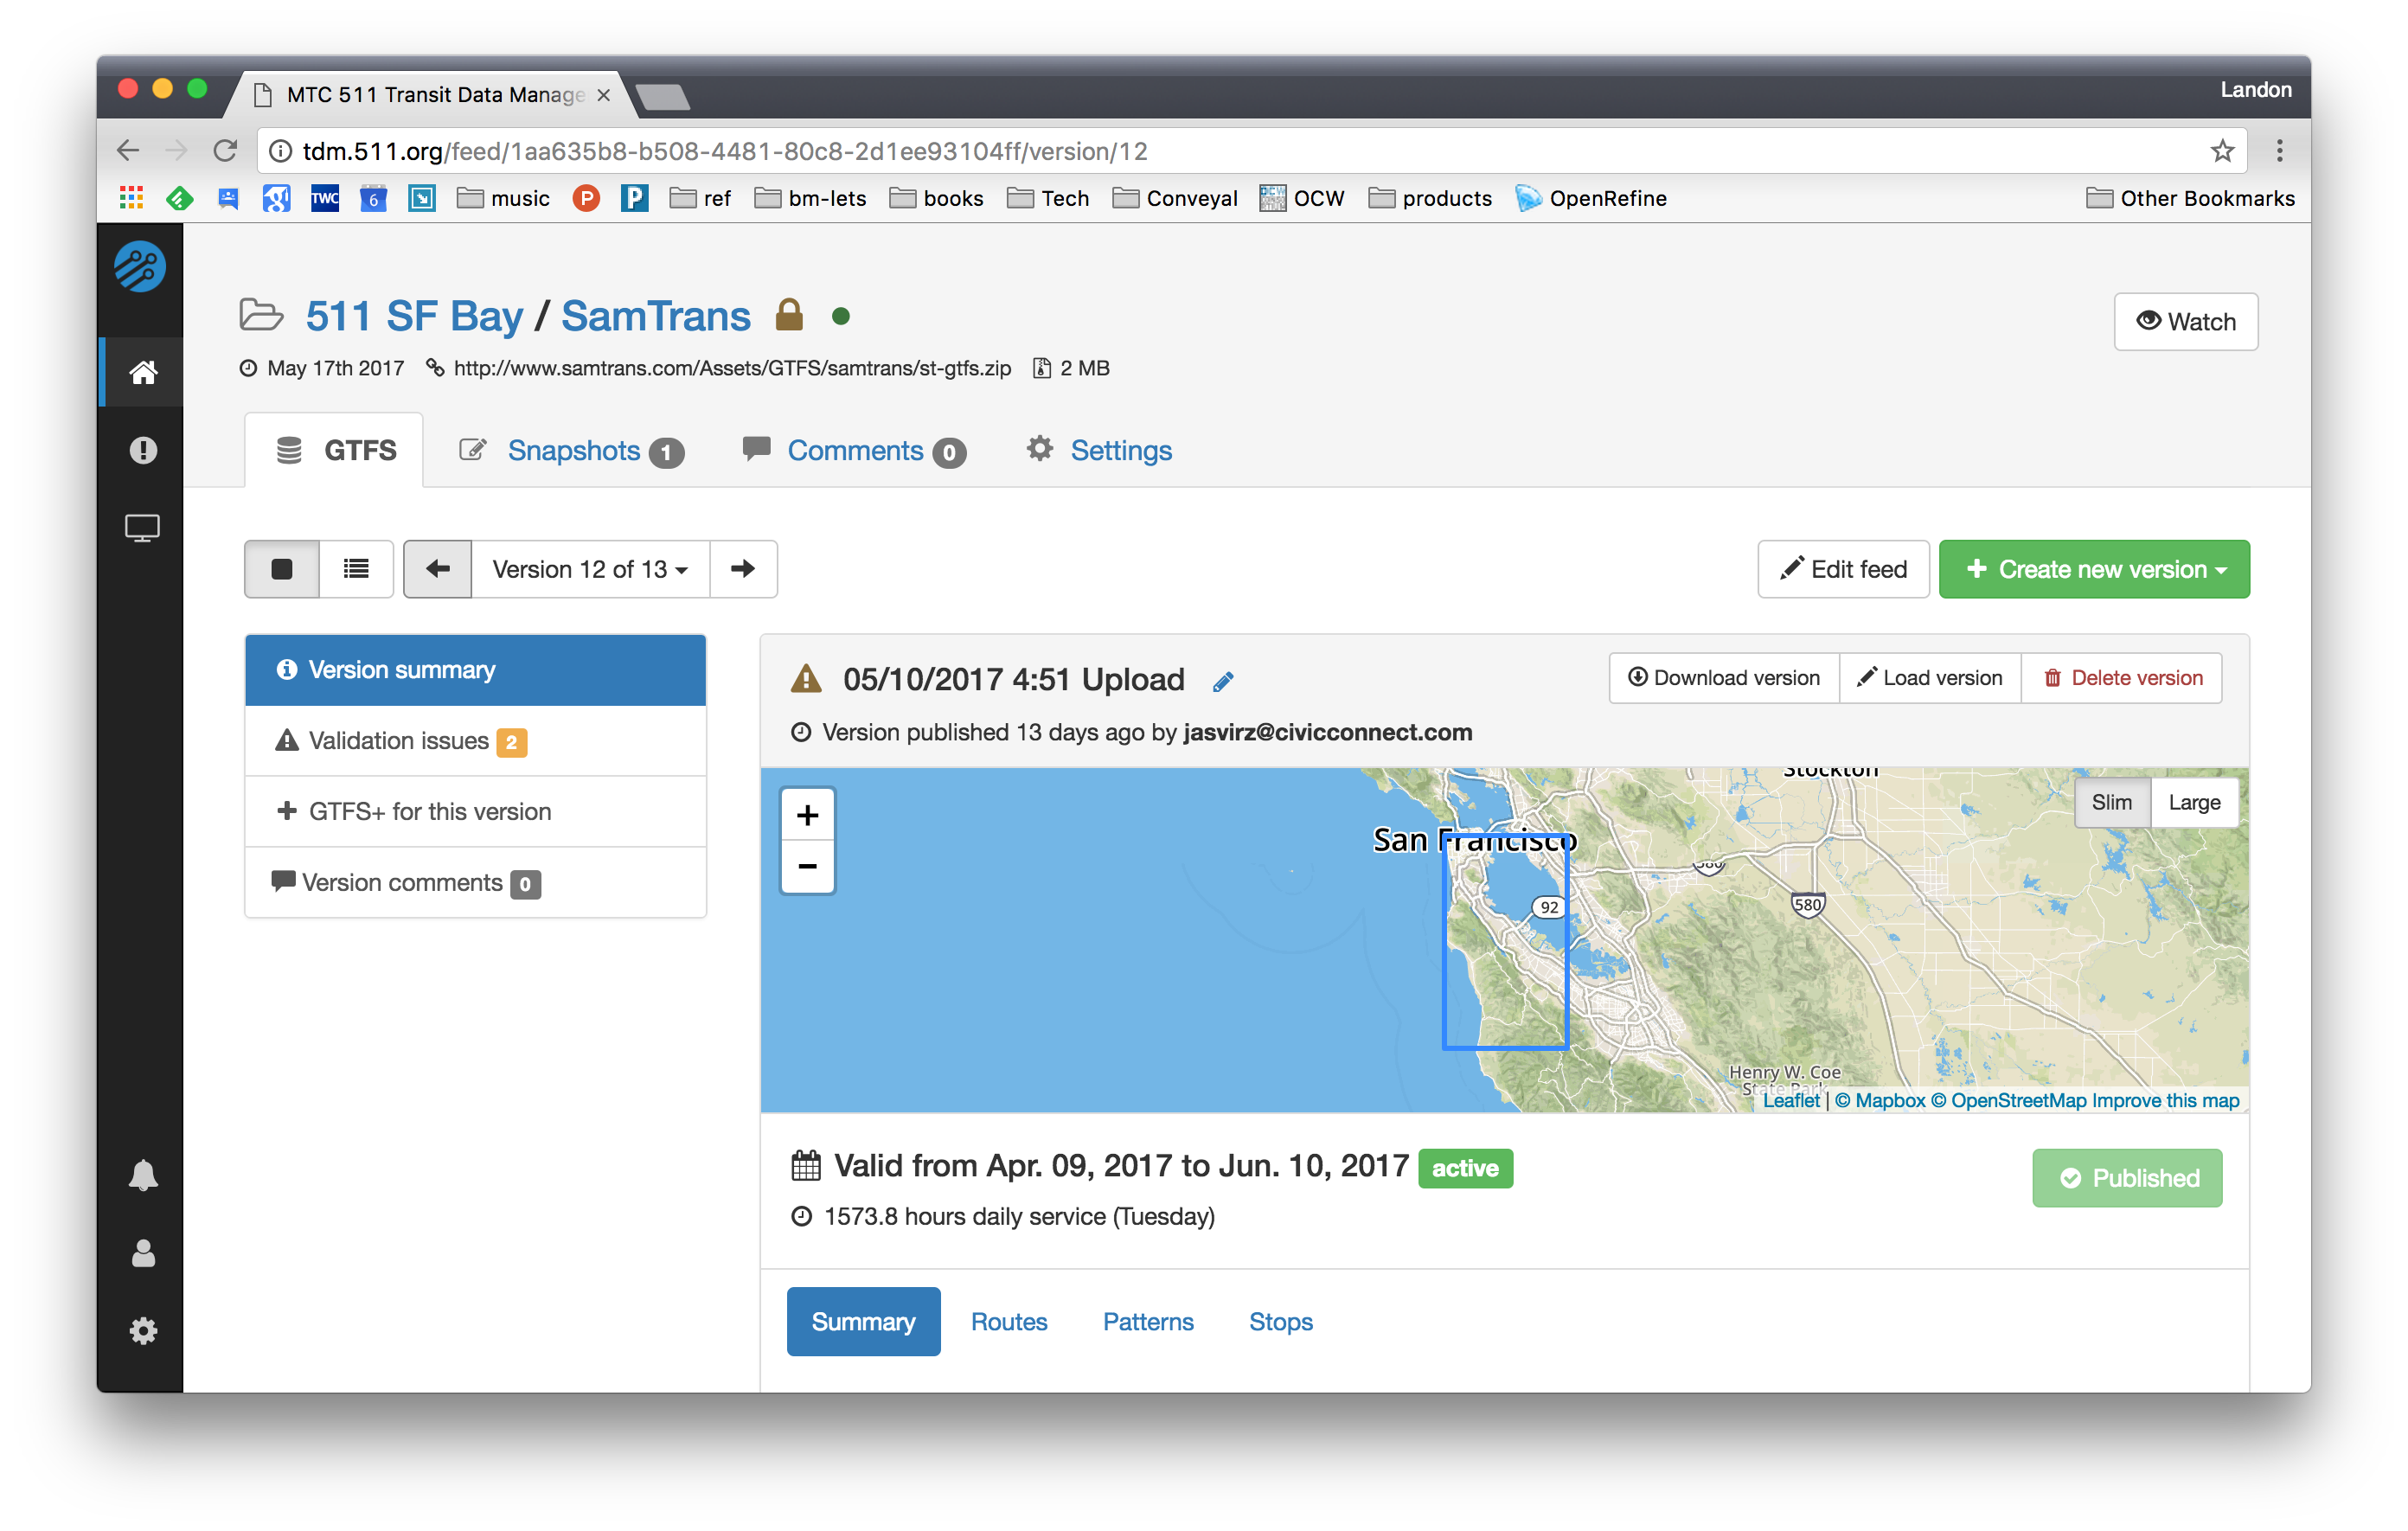 MTC 511 Transit Data Manage
Landon
tdm.511.org/feed/1aa635b8-b508-4481-80c8-2d1ee93104ff/version/12
TWC 6 music P P ref bm-lets books Tech Conveyal OCW products OpenRefine Other Bookmarks
511 SF Bay / SamTrans
Watch
May 17th 2017 http://www.samtrans.com/Assets/GTFS/samtrans/st-gtfs.zip 2 MB
GTFS Snapshots 1 Comments 0 Settings
Version 12 of 13
Edit feed + Create new version
Version summary
Validation issues 2
+ GTFS+ for this version
Version comments 0
05/10/2017 4:51 Upload
Download version Load version Delete version
Version published 13 days ago by jasvirz@civicconnect.com
+
−
Stockton
Slim Large
San Francisco
580
92
580
Henry W. Coe
State Park
Leaflet | © Mapbox © OpenStreetMap Improve this map
Valid from Apr. 09, 2017 to Jun. 10, 2017 active
Published
1573.8 hours daily service (Tuesday)
Summary Routes Patterns Stops